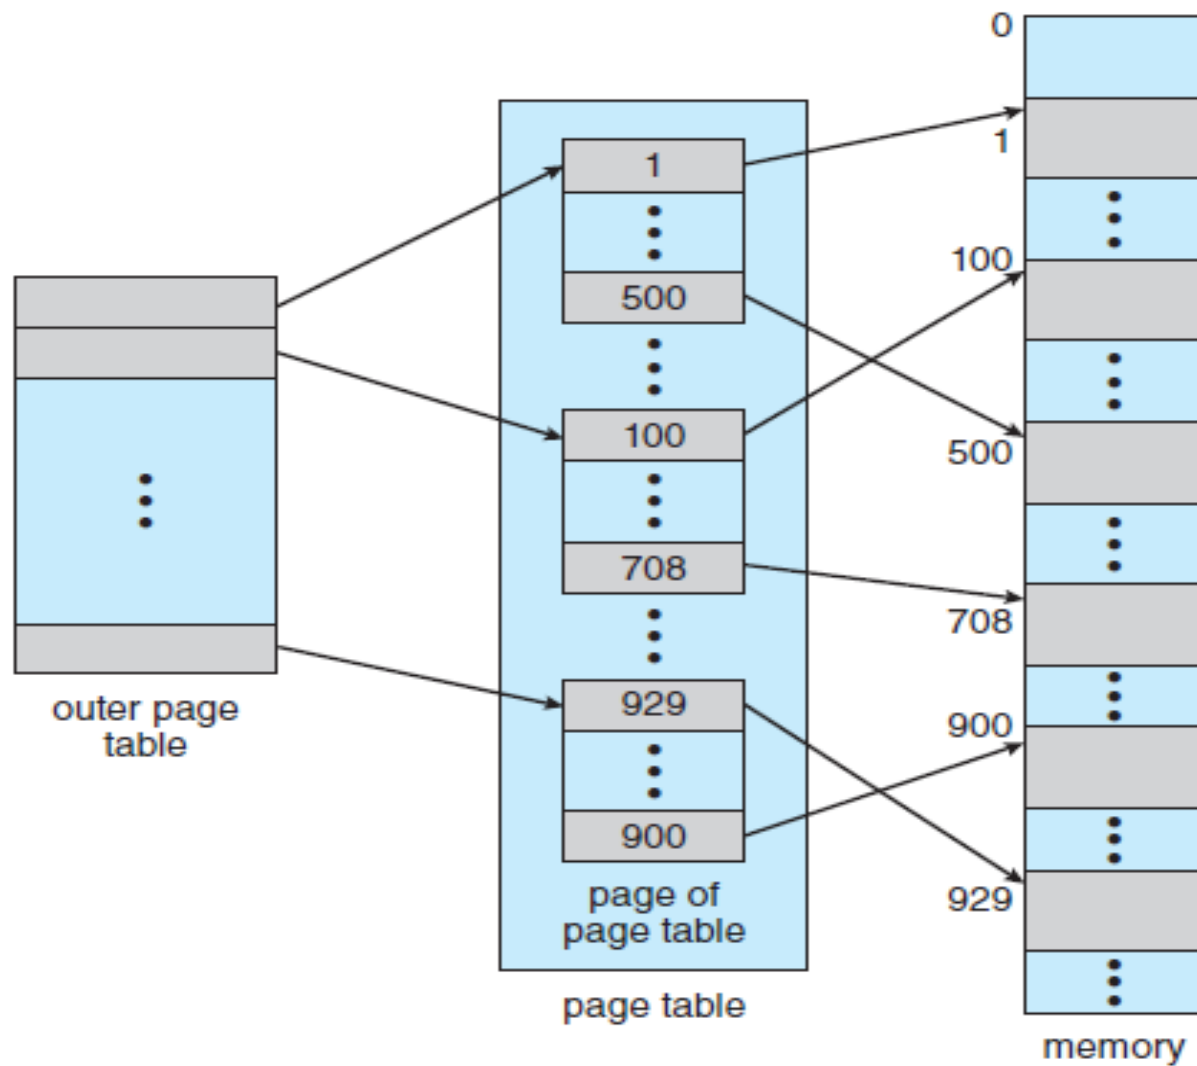 outer page
table
1
500
100
708
929
900
page of
page table
page table
0
1
100
500
708
900
929
memory